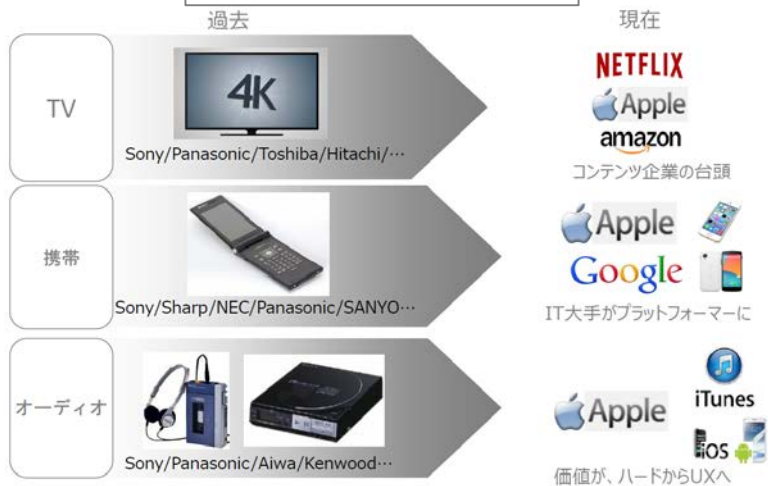 過去
現在
TV
4K
Sony/Panasonic/Toshiba/Hitachi/…
NETFLIX
Apple
amazon
コンテンツ企業の台頭
携帯
Sony/Sharp/NEC/Panasonic/SANYO…
Apple
Google
IT大手がプラットフォーマーに
オーディオ
Sony/Panasonic/Aiwa/Kenwood…
Apple
iTunes
iOS
価値が、ハードからUXへ